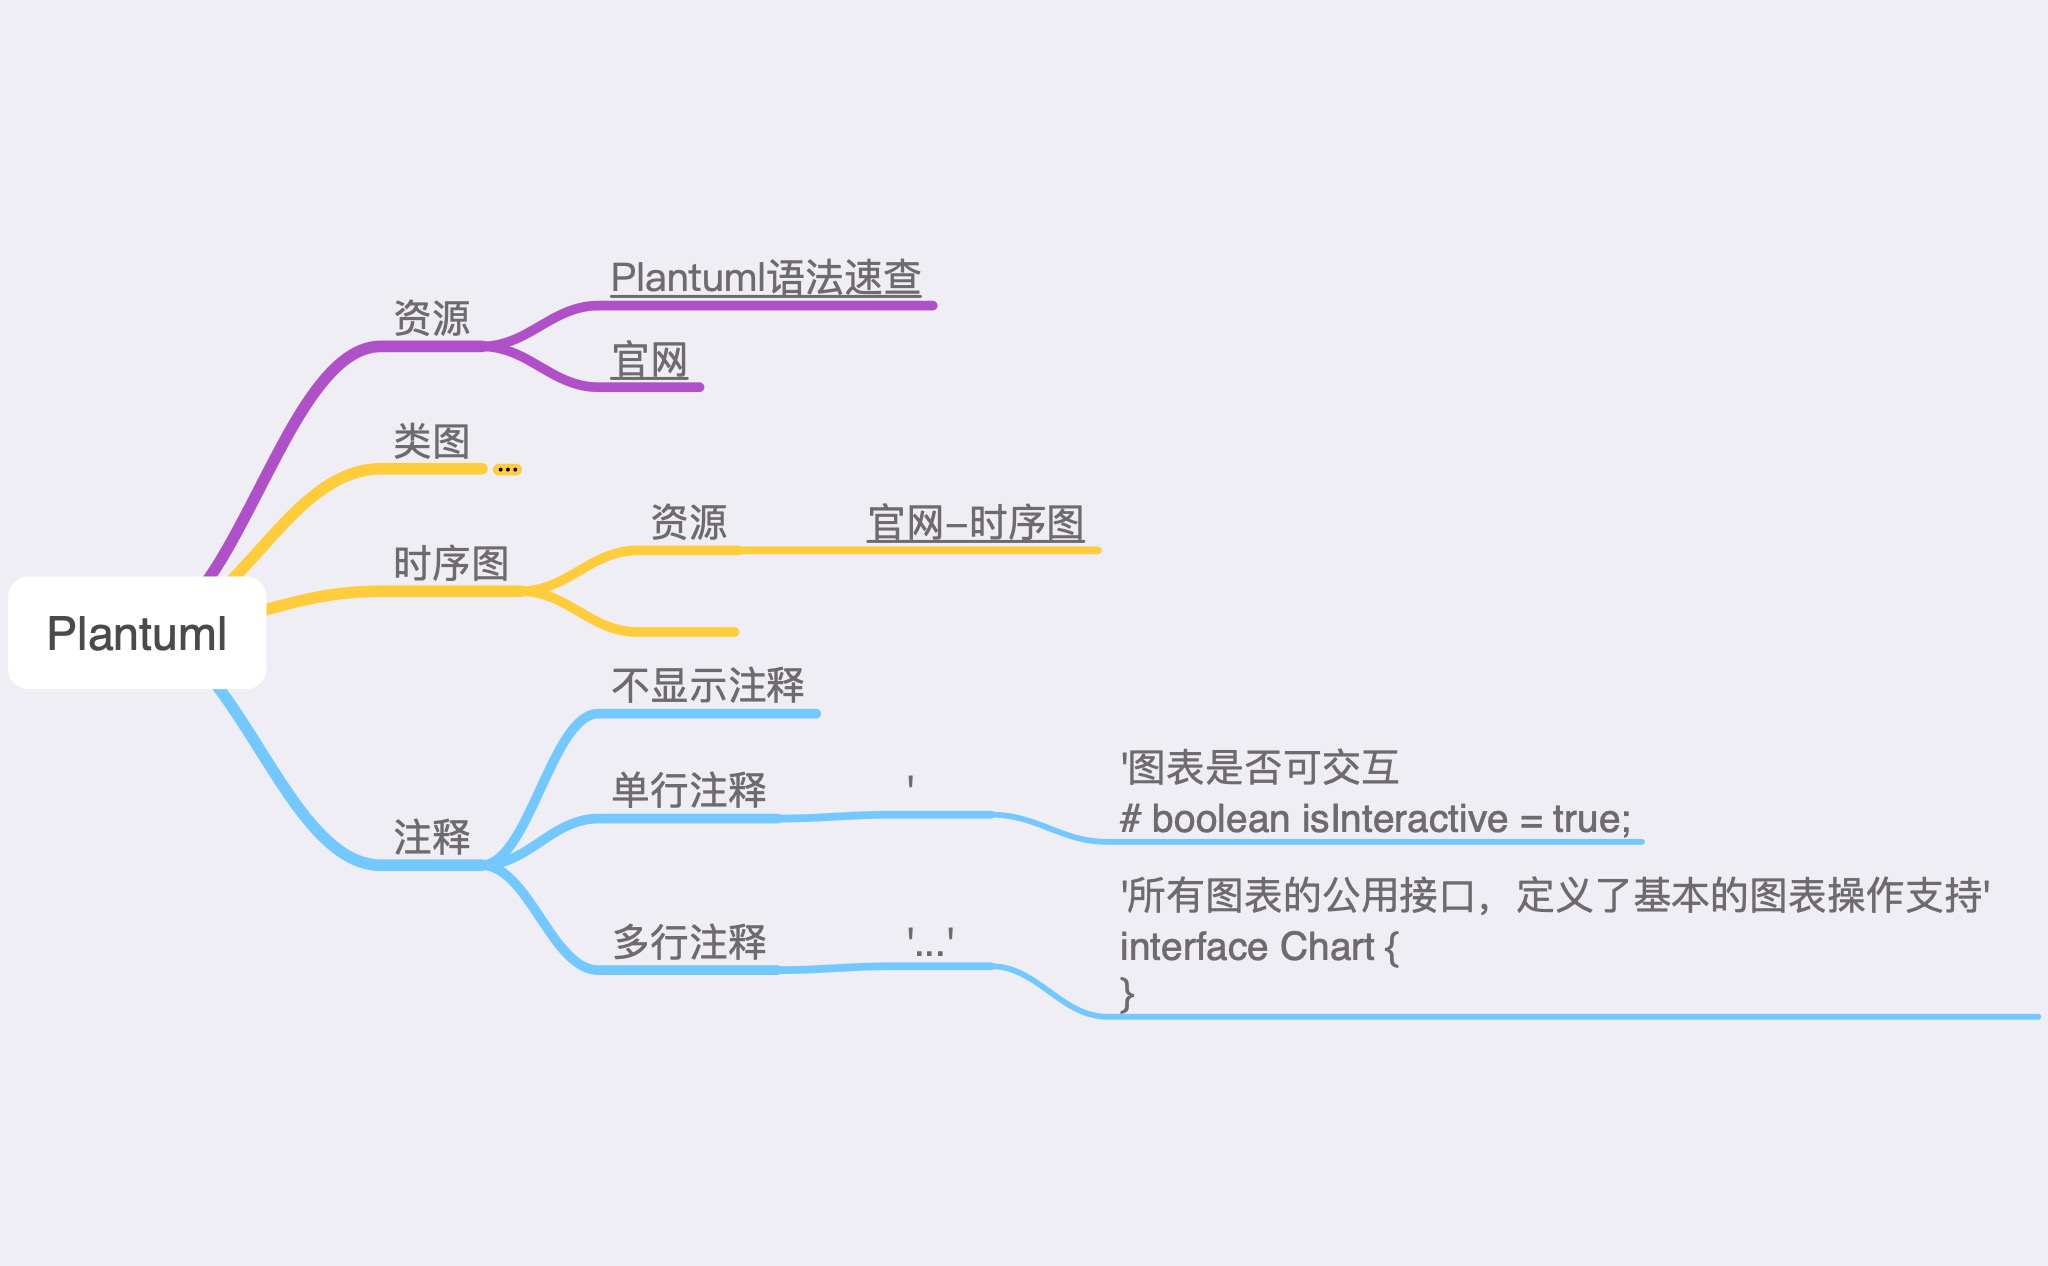 Plantuml
资源
Plantuml语法速查
官网
类图
时序图
资源
官网-时序图
注释
不显示注释
单行注释
'
'图表是否可交互
# boolean isInteractive = true;
多行注释
'...'
'所有图表的公用接口，定义了基本的图表操作支持'
interface Chart {
}